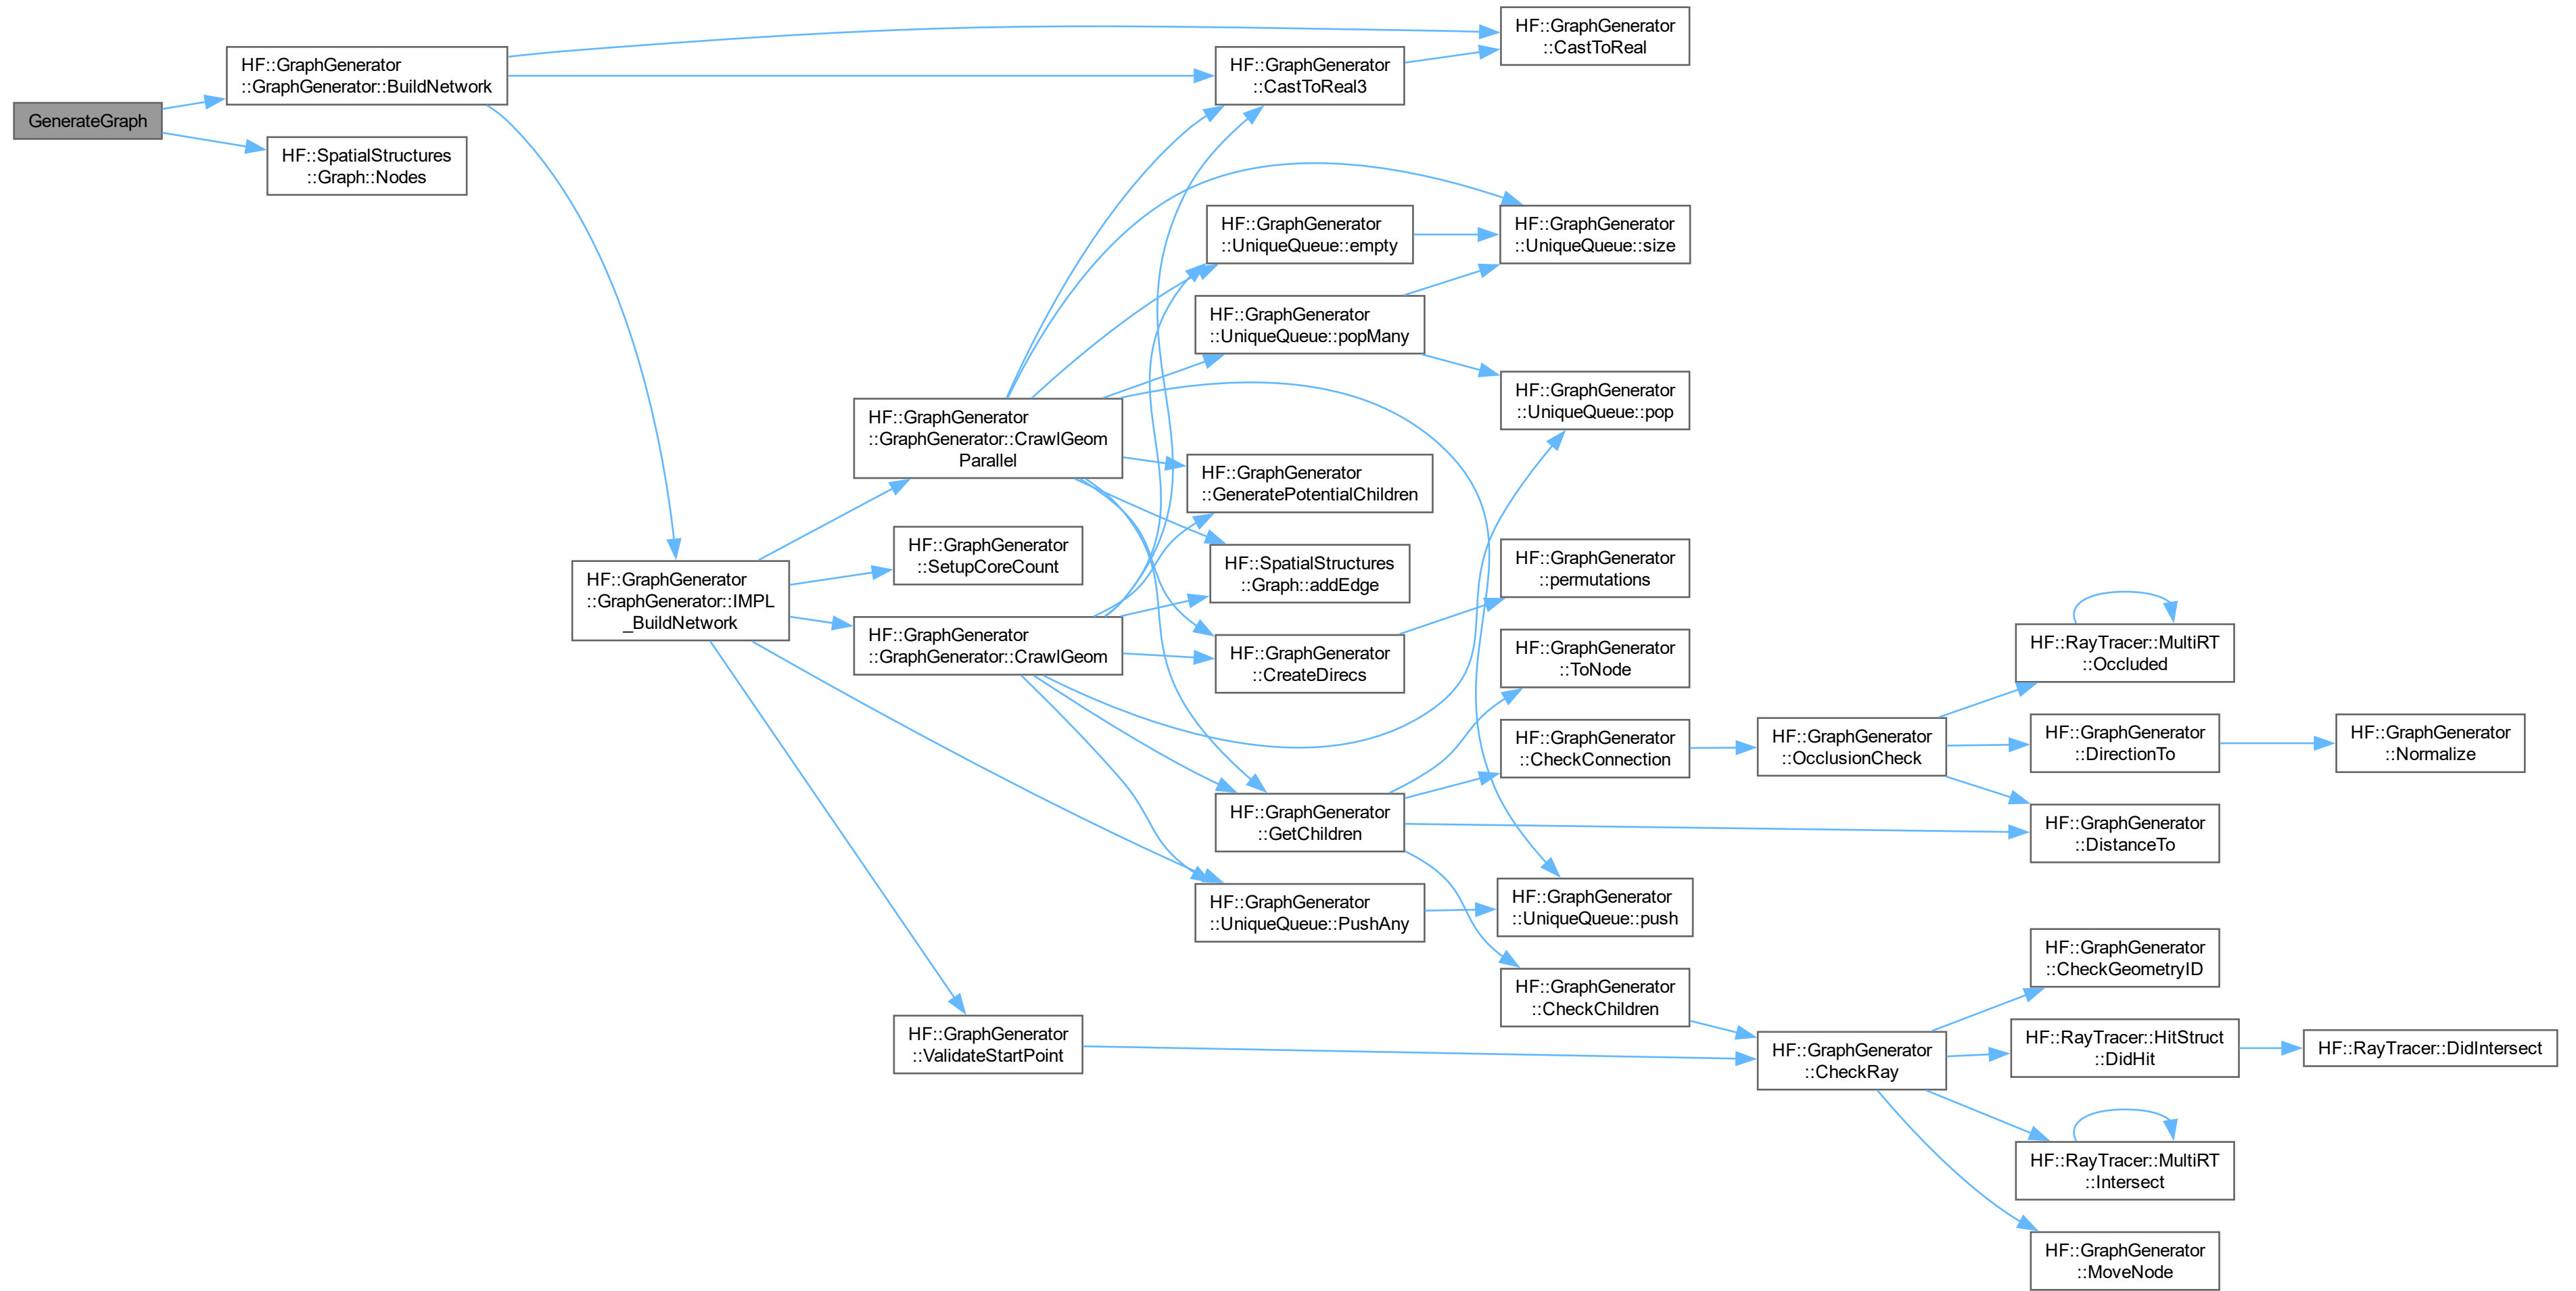 GenerateGraph
HF::GraphGenerator
::GraphGenerator::BuildNetwork
HF::SpatialStructures
::Graph::Nodes
HF::GraphGenerator
::GraphGenerator::IMPL
_BuildNetwork
HF::GraphGenerator
::GraphGenerator::CrawlGeom
Parallel
HF::GraphGenerator
::SetupCoreCount
HF::GraphGenerator
::GraphGenerator::CrawlGeom
HF::GraphGenerator
::ValidateStartPoint
HF::GraphGenerator
::CastToReal3
HF::GraphGenerator
::UniqueQueue::empty
HF::GraphGenerator
::UniqueQueue::popMany
HF::GraphGenerator
::GeneratePotentialChildren
HF::SpatialStructures
::Graph::addEdge
HF::GraphGenerator
::CreateDirecs
HF::GraphGenerator
::GetChildren
HF::GraphGenerator
::UniqueQueue::PushAny
HF::GraphGenerator
::CastToReal
HF::GraphGenerator
::UniqueQueue::size
HF::GraphGenerator
::UniqueQueue::pop
HF::GraphGenerator
::permutations
HF::GraphGenerator
::ToNode
HF::GraphGenerator
::CheckConnection
HF::GraphGenerator
::UniqueQueue::push
HF::GraphGenerator
::CheckChildren
HF::GraphGenerator
::OcclusionCheck
HF::GraphGenerator
::CheckRay
HF::RayTracer::MultiRT
::Occluded
HF::GraphGenerator
::DirectionTo
HF::GraphGenerator
::DistanceTo
HF::GraphGenerator
::CheckGeometryID
HF::RayTracer::HitStruct
::DidHit
HF::RayTracer::MultiRT
::Intersect
HF::GraphGenerator
::MoveNode
HF::GraphGenerator
::Normalize
HF::RayTracer::DidIntersect